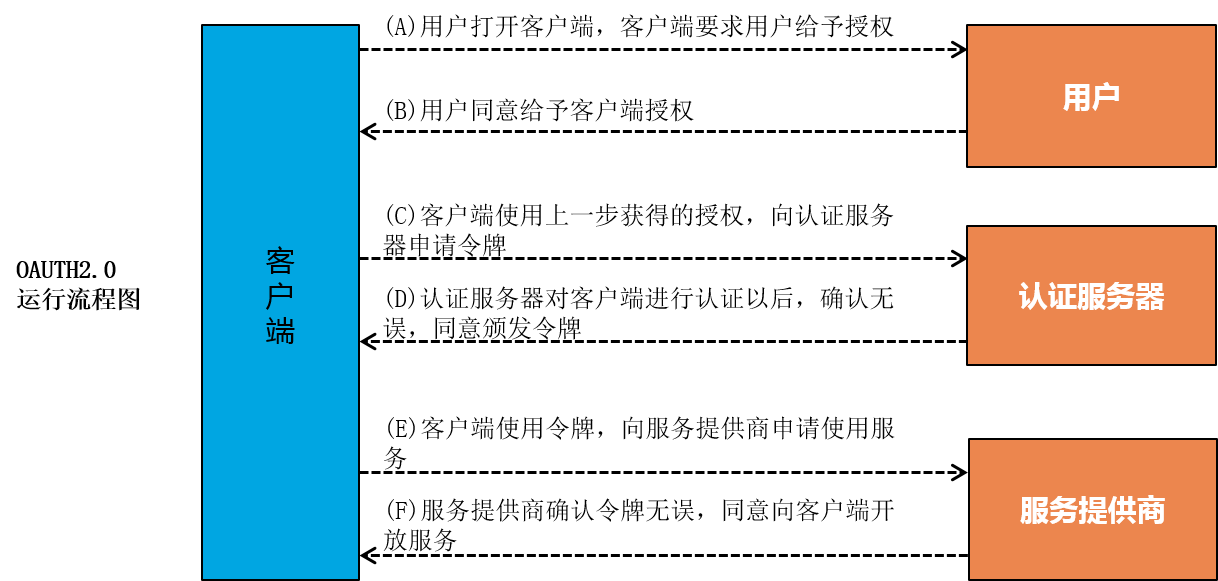 OAUTH2.0
运行流程图
客
户
端
(A)用户打开客户端，客户端要求用户给予授权
(B)用户同意给予客户端授权
用户
(C)客户端使用上一步获得的授权，向认证服务
器申请令牌
(D)认证服务器对客户端进行认证以后，确认无
误，同意颁发令牌
认证服务器
(E)客户端使用令牌，向服务提供商申请使用服
务
(F)服务提供商确认令牌无误，同意向客户端开
放服务
服务提供商